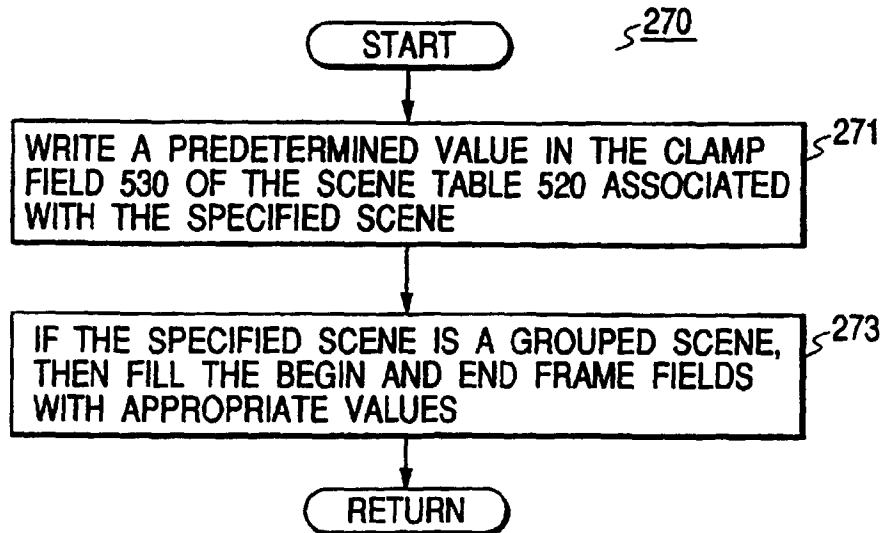 START
270
WRITE A PREDETERMINED VALUE IN THE CLAMP
FIELD 530 OF THE SCENE TABLE 520 ASSOCIATED
WITH THE SPECIFIED SCENE
271
IF THE SPECIFIED SCENE IS A GROUPED SCENE,
THEN FILL THE BEGIN AND END FRAME FIELDS
WITH APPROPRIATE VALUES
273
RETURN